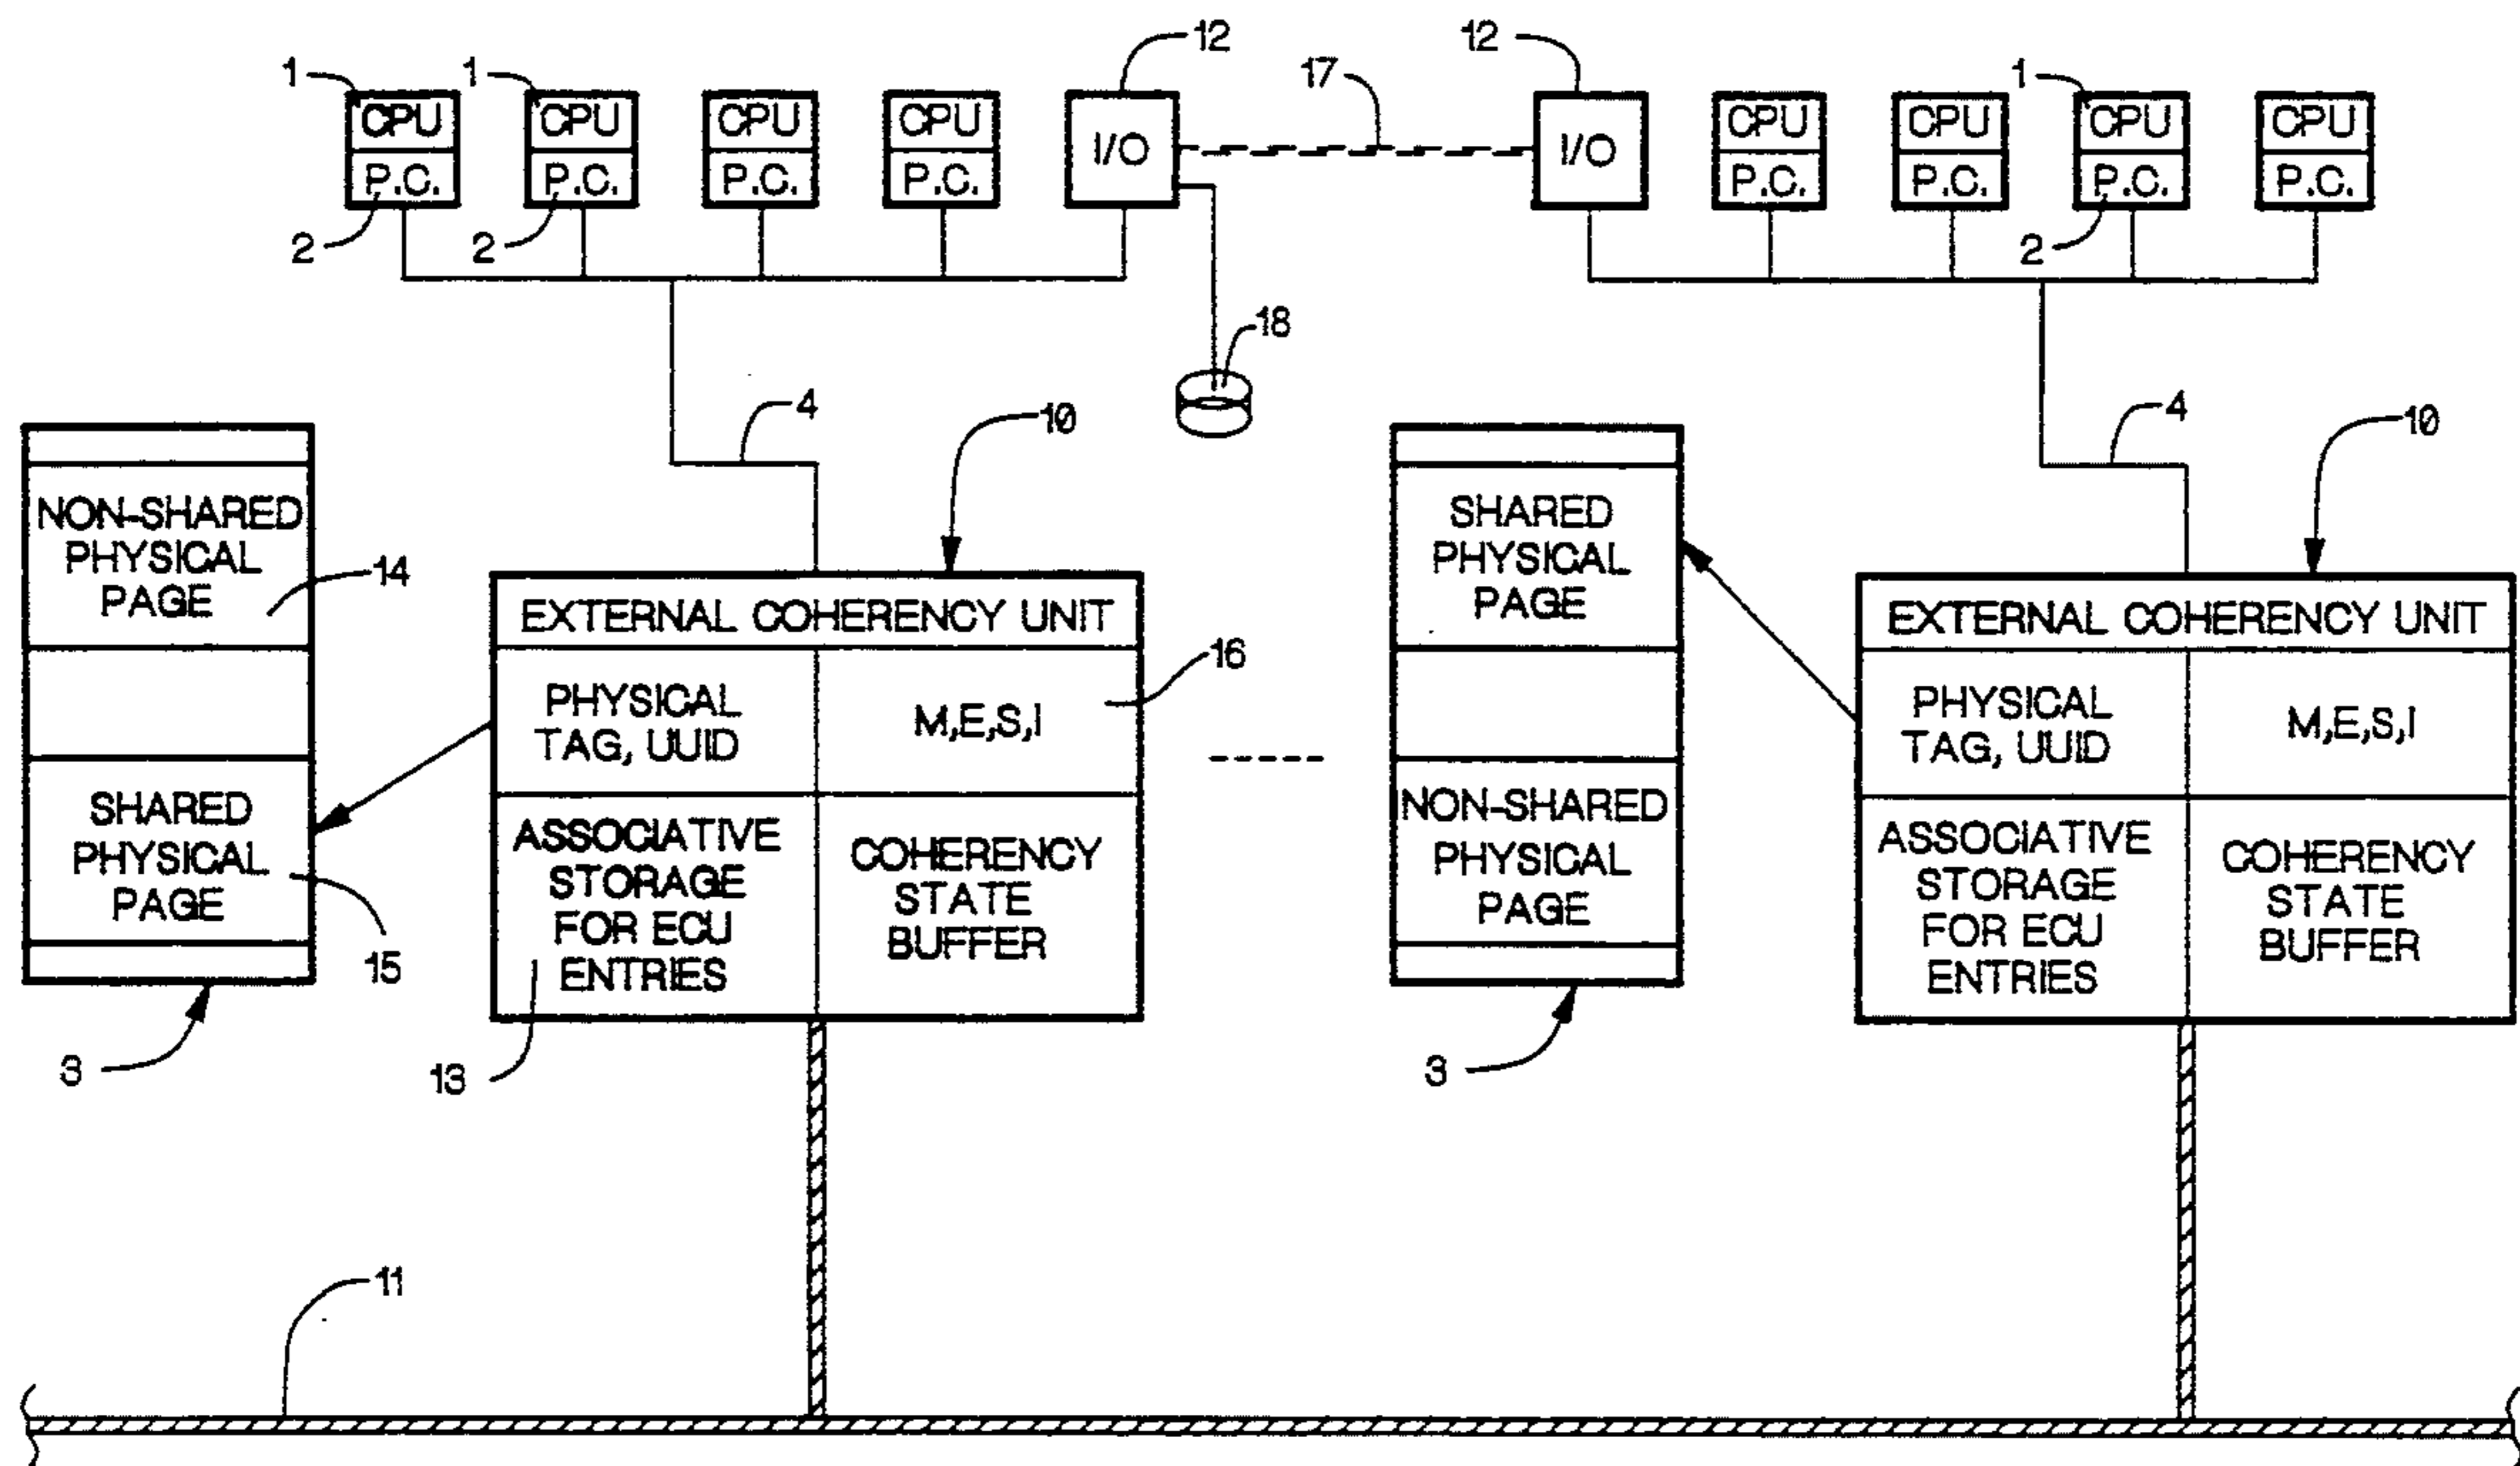 12
12
17
1
1
1
CPU
CPU
CPU
CPU
I/O
I/O
CPU
CPU
CPU
CPU
P.C.
P.C.
P.C.
P.C.
P.C.
P.C.
P.C.
P.C.
2
2
2
18
4
10
4
10
NON-SHARED
PHYSICAL
PAGE
14
EXTERNAL COHERENCY UNIT
16
PHYSICAL
TAG, UUID
M,E,S,I
SHARED
PHYSICAL
PAGE
15
ASSOCIATIVE
STORAGE
FOR ECU
ENTRIES
COHERENCY
STATE
BUFFER
3
13
SHARED
PHYSICAL
PAGE
NON-SHARED
PHYSICAL
PAGE
3
EXTERNAL COHERENCY UNIT
PHYSICAL
TAG, UUID
M,E,S,I
ASSOCIATIVE
STORAGE
FOR ECU
ENTRIES
COHERENCY
STATE
BUFFER
11